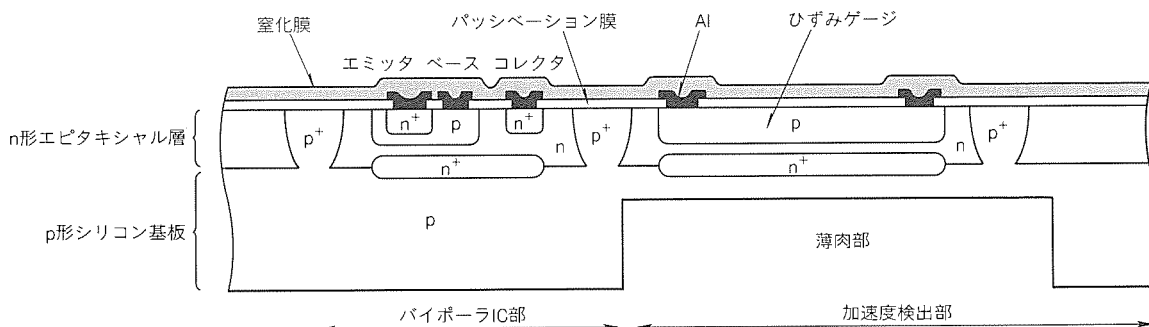 窒化膜
パッシベーション膜
Al
ひずみゲージ
エミッタ ベース コレクタ
n形エピタキシャル層
p⁺
n⁺
p
n⁺
n
p⁺
p
n
p⁺
n⁺
n⁺
p形シリコン基板
p
薄肉部
バイポーラIC部
加速度検出部